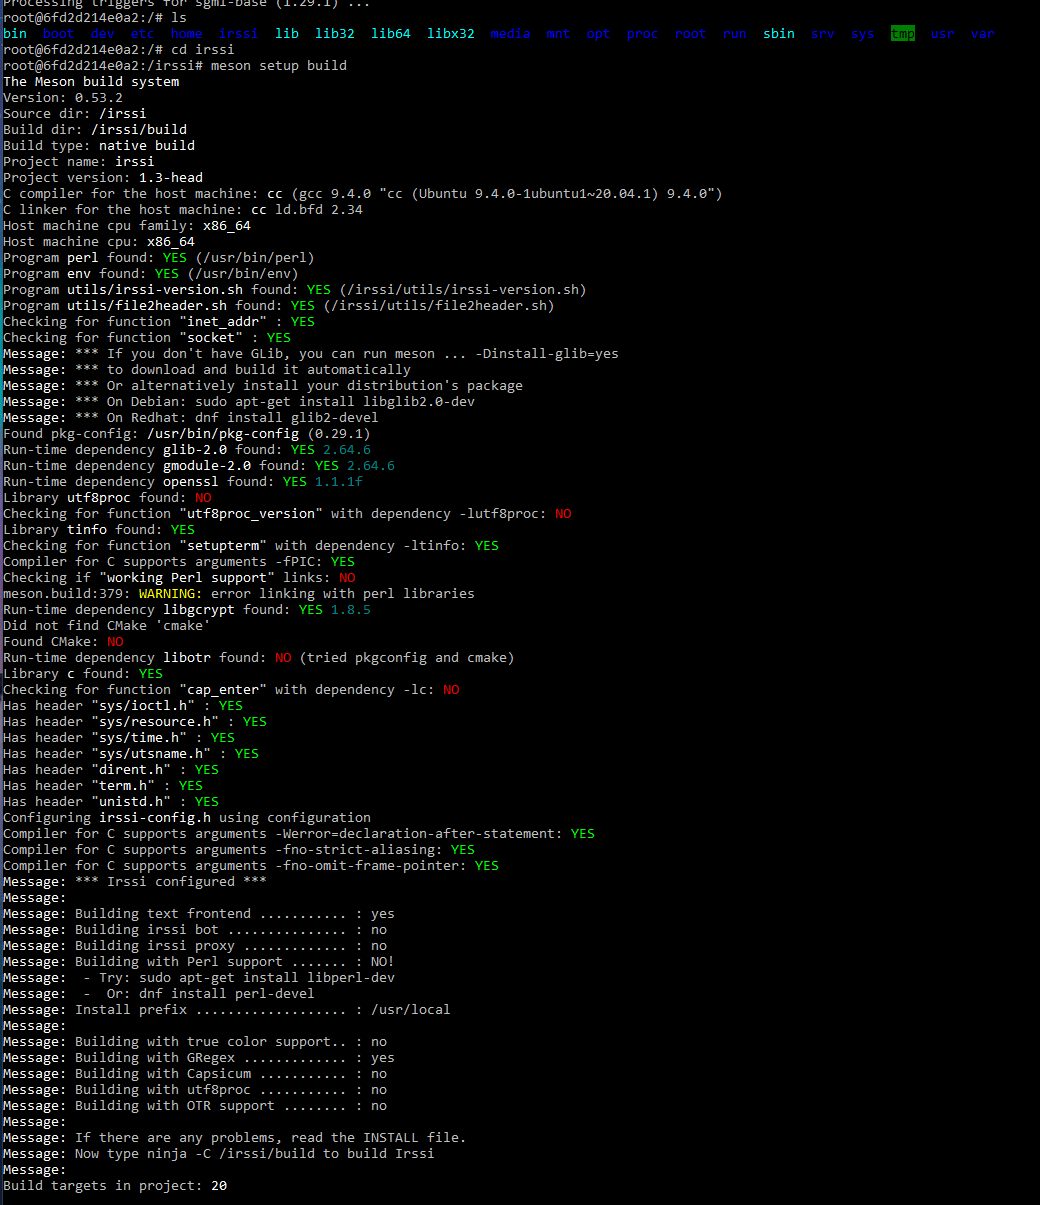 Processing triggers for sgml-base (1.29.1) ...
root@6fd2d214e0a2:/# ls
bin boot dev etc home irssi lib lib32 lib64 libx32 media mnt opt proc root run sbin srv sys tmp usr var
root@6fd2d214e0a2:/# cd irssi
root@6fd2d214e0a2:/irssi# meson setup build
The Meson build system
Version: 0.53.2
Source dir: /irssi
Build dir: /irssi/build
Build type: native build
Project name: irssi
Project version: 1.3-head
C compiler for the host machine: cc (gcc 9.4.0 "cc (Ubuntu 9.4.0-1ubuntu1~20.04.1) 9.4.0")
C linker for the host machine: cc ld.bfd 2.34
Host machine cpu family: x86_64
Host machine cpu: x86_64
Program perl found: YES (/usr/bin/perl)
Program env found: YES (/usr/bin/env)
Program utils/irssi-version.sh found: YES (/irssi/utils/irssi-version.sh)
Program utils/file2header.sh found: YES (/irssi/utils/file2header.sh)
Checking for function "inet_addr" : YES
Checking for function "socket" : YES
Message: *** If you don't have GLib, you can run meson ... -Dinstall-glib=yes
Message: *** to download and build it automatically
Message: *** Or alternatively install your distribution's package
Message: *** On Debian: sudo apt-get install libglib2.0-dev
Message: *** On Redhat: dnf install glib2-devel
Found pkg-config: /usr/bin/pkg-config (0.29.1)
Run-time dependency glib-2.0 found: YES 2.64.6
Run-time dependency gmodule-2.0 found: YES 2.64.6
Run-time dependency openssl found: YES 1.1.1f
Library utf8proc found: NO
Checking for function "utf8proc_version" with dependency -lutf8proc: NO
Library tinfo found: YES
Checking for function "setupterm" with dependency -ltinfo: YES
Compiler for C supports arguments -fPIC: YES
Checking if "working Perl support" links: NO
meson.build:379: WARNING: error linking with perl libraries
Run-time dependency libgcrypt found: YES 1.8.5
Did not find CMake 'cmake'
Found CMake: NO
Run-time dependency libotr found: NO (tried pkgconfig and cmake)
Library c found: YES
Checking for function "cap_enter" with dependency -lc: NO
Has header "sys/ioctl.h" : YES
Has header "sys/resource.h" : YES
Has header "sys/time.h" : YES
Has header "sys/utsname.h" : YES
Has header "dirent.h" : YES
Has header "term.h" : YES
Has header "unistd.h" : YES
Configuring irssi-config.h using configuration
Compiler for C supports arguments -Werror=declaration-after-statement: YES
Compiler for C supports arguments -fno-strict-aliasing: YES
Compiler for C supports arguments -fno-omit-frame-pointer: YES
Message: *** Irssi configured ***
Message:
Message: Building text frontend ........... : yes
Message: Building irssi bot ............... : no
Message: Building irssi proxy ............. : no
Message: Building with Perl support ....... : NO!
Message:  - Try: sudo apt-get install libperl-dev
Message:  -  Or: dnf install perl-devel
Message: Install prefix ................... : /usr/local
Message:
Message: Building with true color support.. : no
Message: Building with GRegex ............. : yes
Message: Building with Capsicum ........... : no
Message: Building with utf8proc ........... : no
Message: Building with OTR support ........ : no
Message:
Message: If there are any problems, read the INSTALL file.
Message: Now type ninja -C /irssi/build to build Irssi
Message:
Build targets in project: 20